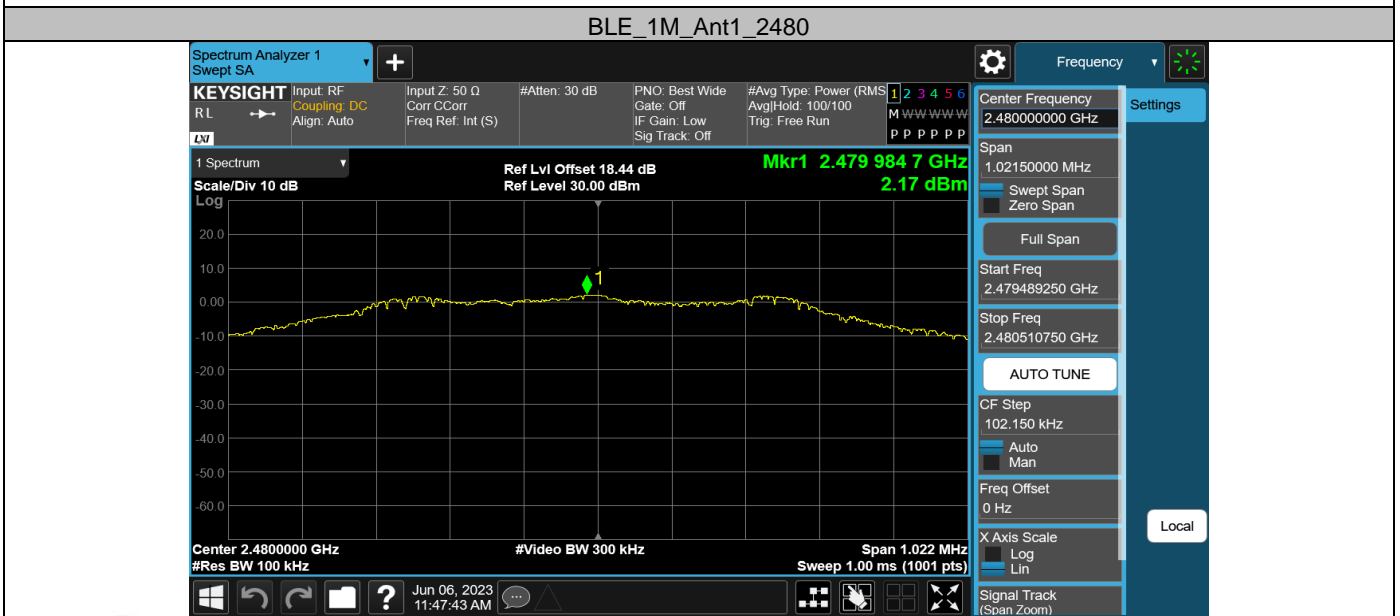 BLE_1M_Ant1_2480
Spectrum Analyzer 1
Swept SA
+
Frequency
KEYSIGHT
RL
LXI
Input: RF
Coupling: DC
Align: Auto
Input Z: 50 Ω
Corr CCorr
Freq Ref: Int (S)
#Atten: 30 dB
PNO: Best Wide
Gate: Off
IF Gain: Low
Sig Track: Off
#Avg Type: Power (RMS
Avg|Hold: 100/100
Trig: Free Run
1 2 3 4 5 6
M W W W W W
P P P P P P
1 Spectrum
Scale/Div 10 dB
Log
Ref Lvl Offset 18.44 dB
Ref Level 30.00 dBm
Mkr1 2.479 984 7 GHz
2.17 dBm
20.0
10.0
0.00
-10.0
-20.0
-30.0
-40.0
-50.0
-60.0
1
Center 2.4800000 GHz
#Res BW 100 kHz
#Video BW 300 kHz
Span 1.022 MHz
Sweep 1.00 ms (1001 pts)
?
Jun 06, 2023
11:47:43 AM
Center Frequency
2.480000000 GHz
Span
1.02150000 MHz
Swept Span
Zero Span
Full Span
Start Freq
2.479489250 GHz
Stop Freq
2.480510750 GHz
AUTO TUNE
CF Step
102.150 kHz
Auto
Man
Freq Offset
0 Hz
X Axis Scale
Log
Lin
Signal Track
(Span Zoom)
Settings
Local